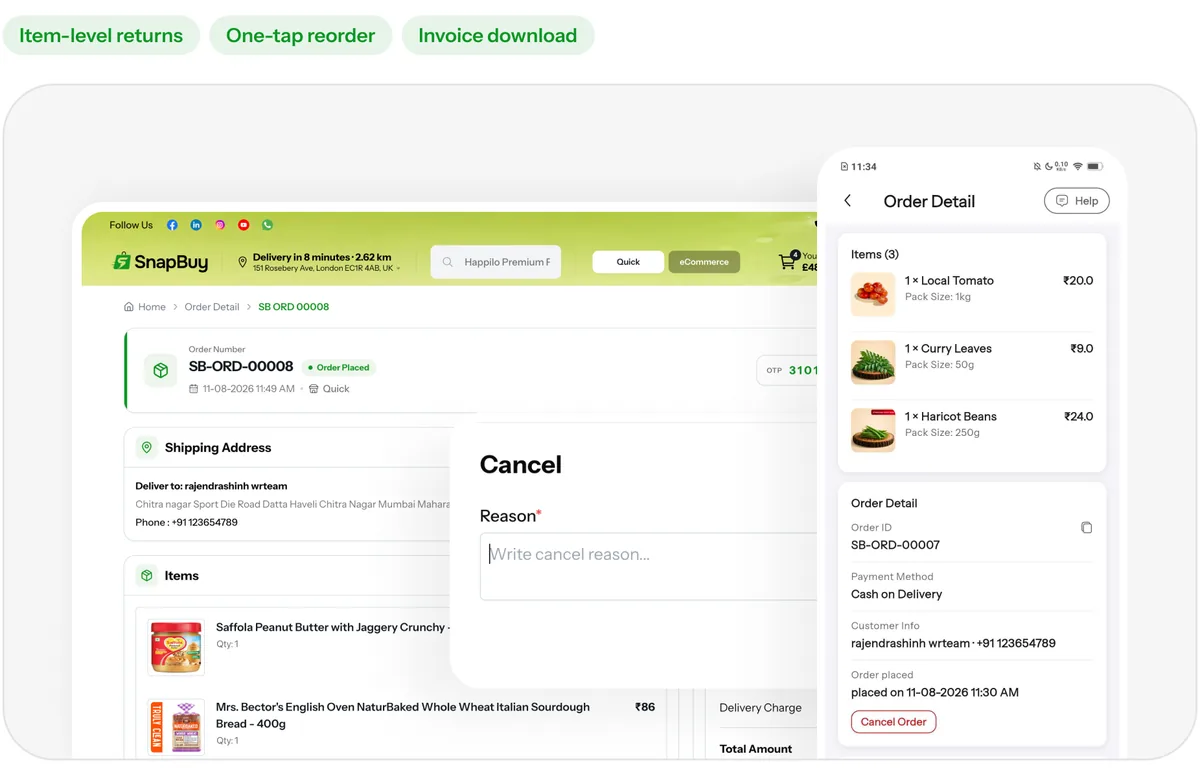 Item-level returns
One-tap reorder
Invoice download
Follow Us
SnapBuy
Delivery in 8 minutes · 2.62 km
151 Rosebery Ave, London EC1R 4AB, UK
Happilo Premium
Quick
eCommerce
4
You
£48
Home > Order Detail > SB ORD 00008
Order Number
SB-ORD-00008
Order Placed
11-08-2026 11:49 AM · Quick
OTP 3101
Shipping Address
Deliver to: rajendrashinh wrteam
Chitra nagar Sport Die Road Datta Haveli Chitra Nagar Mumbai Mahara
Phone : +91 123654789
Items
Saffola Peanut Butter with Jaggery Crunchy -
Qty: 1
TRULY CLEAN
Mrs. Bector's English Oven NaturBaked Whole Wheat Italian Sourdough
Bread - 400g
₹86
Qty: 1
Cancel
Reason*
Write cancel reason...
Delivery Charge
Total Amount
11:34
0.10
Order Detail
Help
Items (3)
1 × Local Tomato
₹20.0
Pack Size: 1kg
1 × Curry Leaves
₹9.0
Pack Size: 50g
1 × Haricot Beans
₹24.0
Pack Size: 250g
Order Detail
Order ID
SB-ORD-00007
Payment Method
Cash on Delivery
Customer Info
rajendrashinh wrteam · +91 123654789
Order placed
placed on 11-08-2026 11:30 AM
Cancel Order